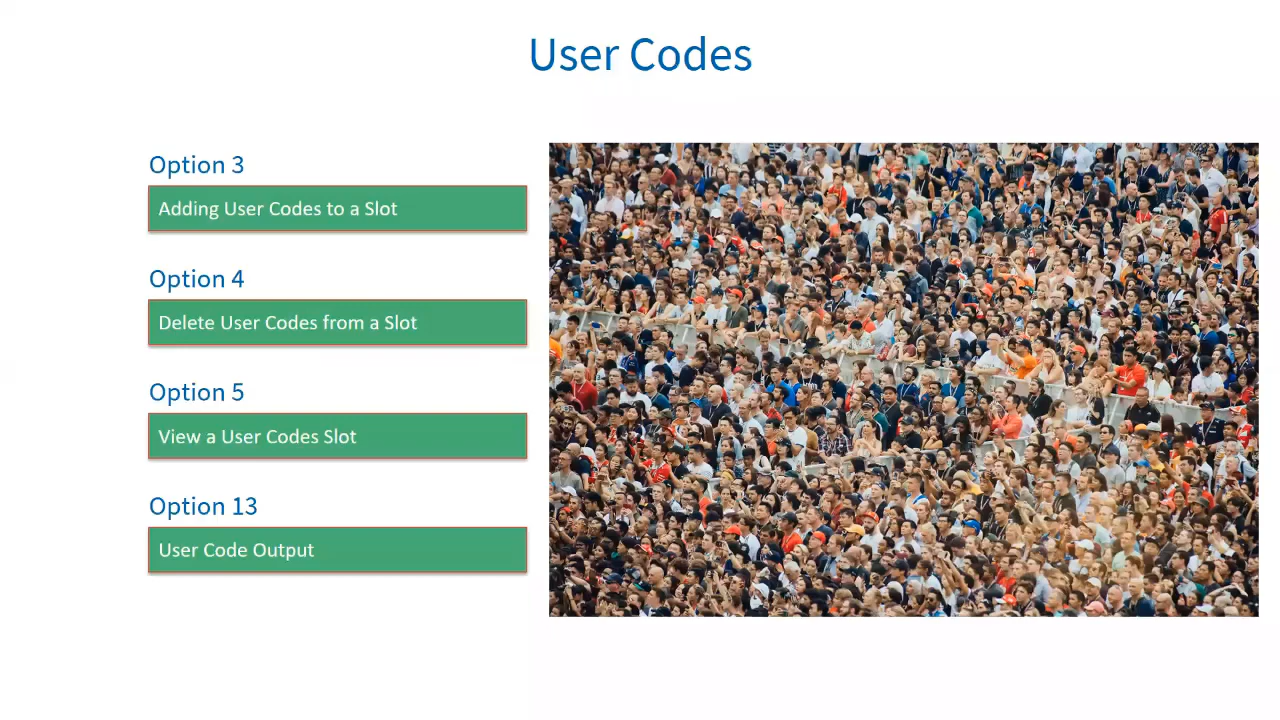 User Codes
Option 3
Adding User Codes to a Slot
Option 4
Delete User Codes from a Slot
Option 5
View a User Codes Slot
Option 13
User Code Output